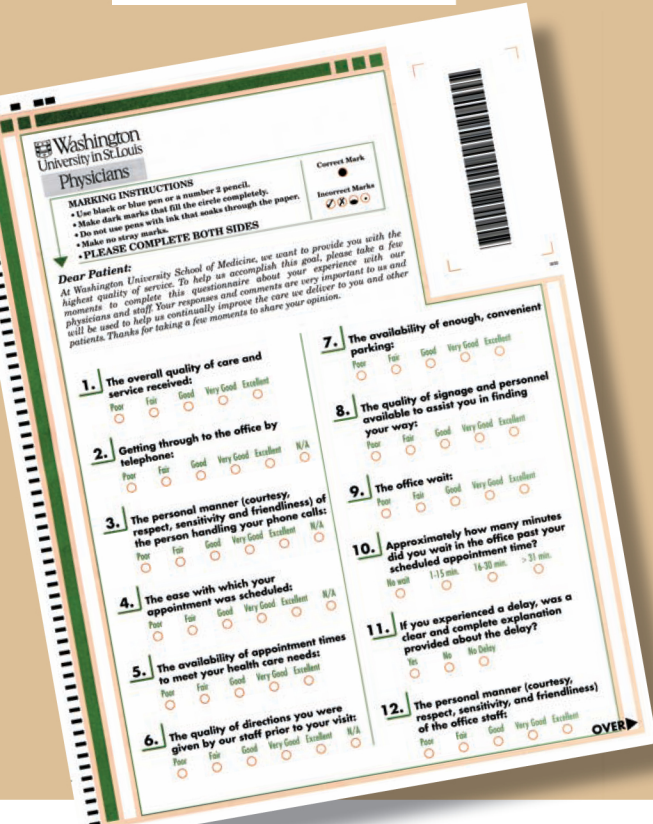 Washington
University in St. Louis
Physicians
MARKING INSTRUCTIONS
• Use black or blue pen or a number 2 pencil.
• Make dark marks that fill the circle completely.
• Do not use pens with ink that soaks through the paper.
• Make no stray marks.
• PLEASE COMPLETE BOTH SIDES
Correct Mark
Incorrect Marks
Dear Patient:
At Washington University School of Medicine, we want to provide you with the
highest quality of service. To help us accomplish this goal, please take a few
moments to complete this questionnaire about your experience with our
physicians and staff. Your responses and comments are very important to us and
will be used to help us continually improve the care we deliver to you and other
patients. Thanks for taking a few moments to share your opinion.
1. The overall quality of care and
service received:
Poor Fair Good Very Good Excellent
2. Getting through to the office by
telephone:
Poor Fair Good Very Good Excellent N/A
3. The personal manner (courtesy,
respect, sensitivity and friendliness) of
the person handling your phone calls:
Poor Fair Good Very Good Excellent N/A
4. The ease with which your
appointment was scheduled:
Poor Fair Good Very Good Excellent N/A
5. The availability of appointment times
to meet your health care needs:
Poor Fair Good Very Good Excellent
6. The quality of directions you were
given by our staff prior to your visit:
Poor Fair Good Very Good Excellent N/A
7. The availability of enough, convenient
parking:
Poor Fair Good Very Good Excellent
8. The quality of signage and personnel
available to assist you in finding
your way:
Poor Fair Good Very Good Excellent
9. The office wait:
Poor Fair Good Very Good Excellent
10. Approximately how many minutes
did you wait in the office past your
scheduled appointment time?
No wait 1-15 min. 16-30 min. > 31 min.
11. If you experienced a delay, was a
clear and complete explanation
provided about the delay?
Yes No No Delay
12. The personal manner (courtesy,
respect, sensitivity, and friendliness)
of the office staff:
Poor Fair Good Very Good Excellent
OVER